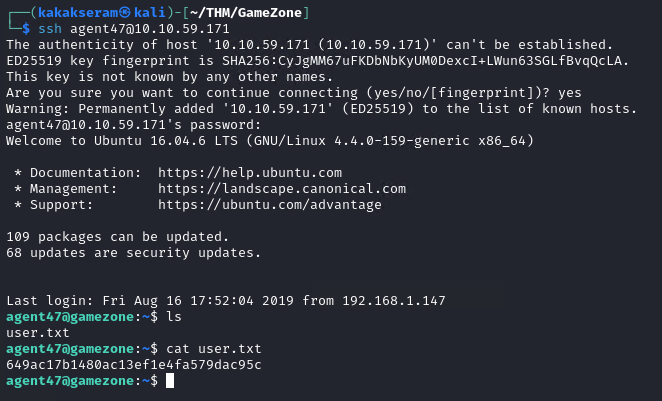 ┌──(kakakseram㉿kali)-[~/THM/GameZone]
└─$ ssh agent47@10.10.59.171
The authenticity of host '10.10.59.171 (10.10.59.171)' can't be established.
ED25519 key fingerprint is SHA256:CyJgMM67uFKDbNbKyUM0DexcI+LWun63SGLfBvqQcLA.
This key is not known by any other names.
Are you sure you want to continue connecting (yes/no/[fingerprint])? yes
Warning: Permanently added '10.10.59.171' (ED25519) to the list of known hosts.
agent47@10.10.59.171's password:
Welcome to Ubuntu 16.04.6 LTS (GNU/Linux 4.4.0-159-generic x86_64)
* Documentation:  https://help.ubuntu.com
* Management:     https://landscape.canonical.com
* Support:        https://ubuntu.com/advantage
109 packages can be updated.
68 updates are security updates.
Last login: Fri Aug 16 17:52:04 2019 from 192.168.1.147
agent47@gamezone:~$ ls
user.txt
agent47@gamezone:~$ cat user.txt
649ac17b1480ac13ef1e4fa579dac95c
agent47@gamezone:~$